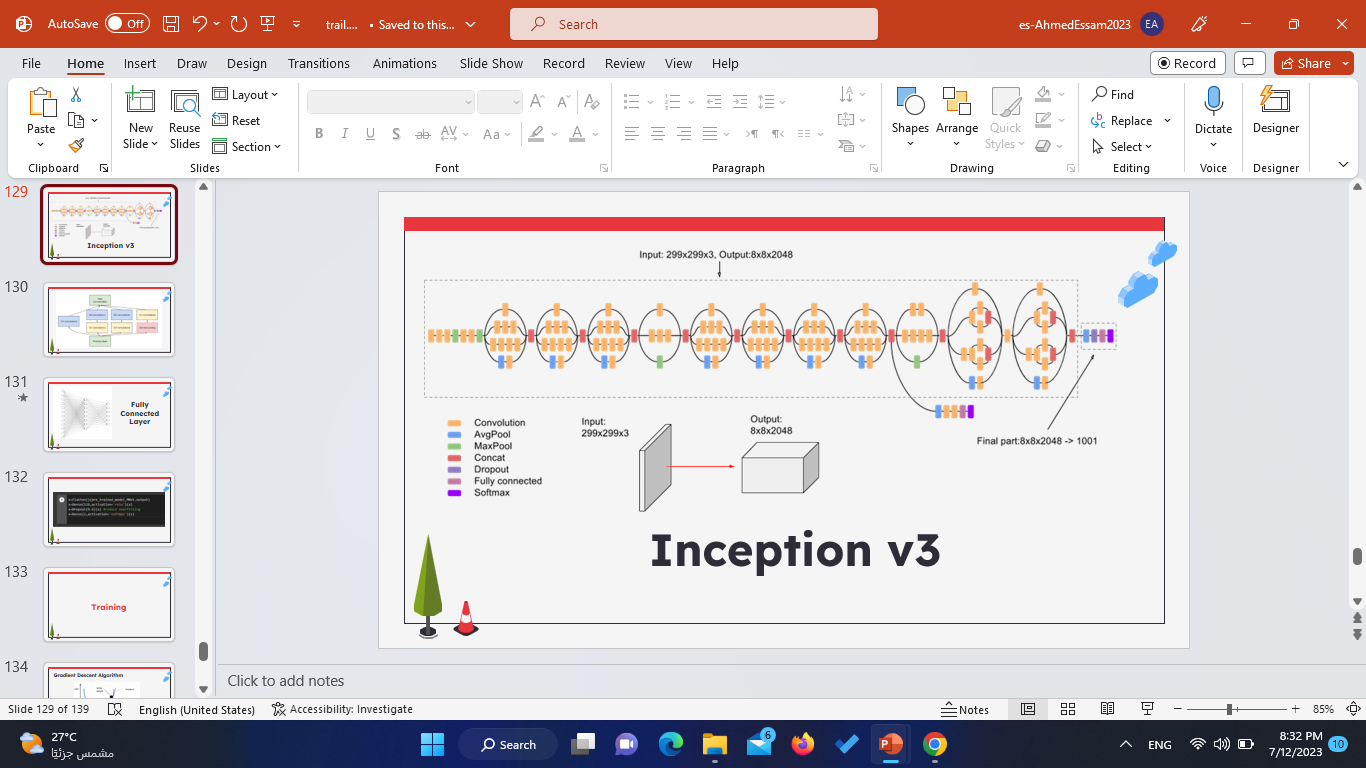 AutoSave Off trail.... • Saved to this... Search es-AhmedEssam2023 EA
File Home Insert Draw Design Transitions Animations Slide Show Record Review View Help Record Share
Paste
New Slide
Reuse Slides
Layout
Reset
Section
B I U S ab AV Aa A
Shapes
Arrange
Quick Styles
Find
Replace
Select
Dictate
Designer
Clipboard Slides Font Paragraph Drawing Editing Voice Designer
129
Inception v3
130
131
Fully
Connected
Layer
132
133
Training
134
Gradient Descent Algorithm
Input: 299x299x3, Output:8x8x2048
Convolution
AvgPool
MaxPool
Concat
Dropout
Fully connected
Softmax
Input:
299x299x3
Output:
8x8x2048
Final part:8x8x2048 -> 1001
Inception v3
Click to add notes
Slide 129 of 139 English (United States) Accessibility: Investigate Notes 85%
27°C
مشمس جزئيًا
Search
6
ENG
8:32 PM
7/12/2023
10